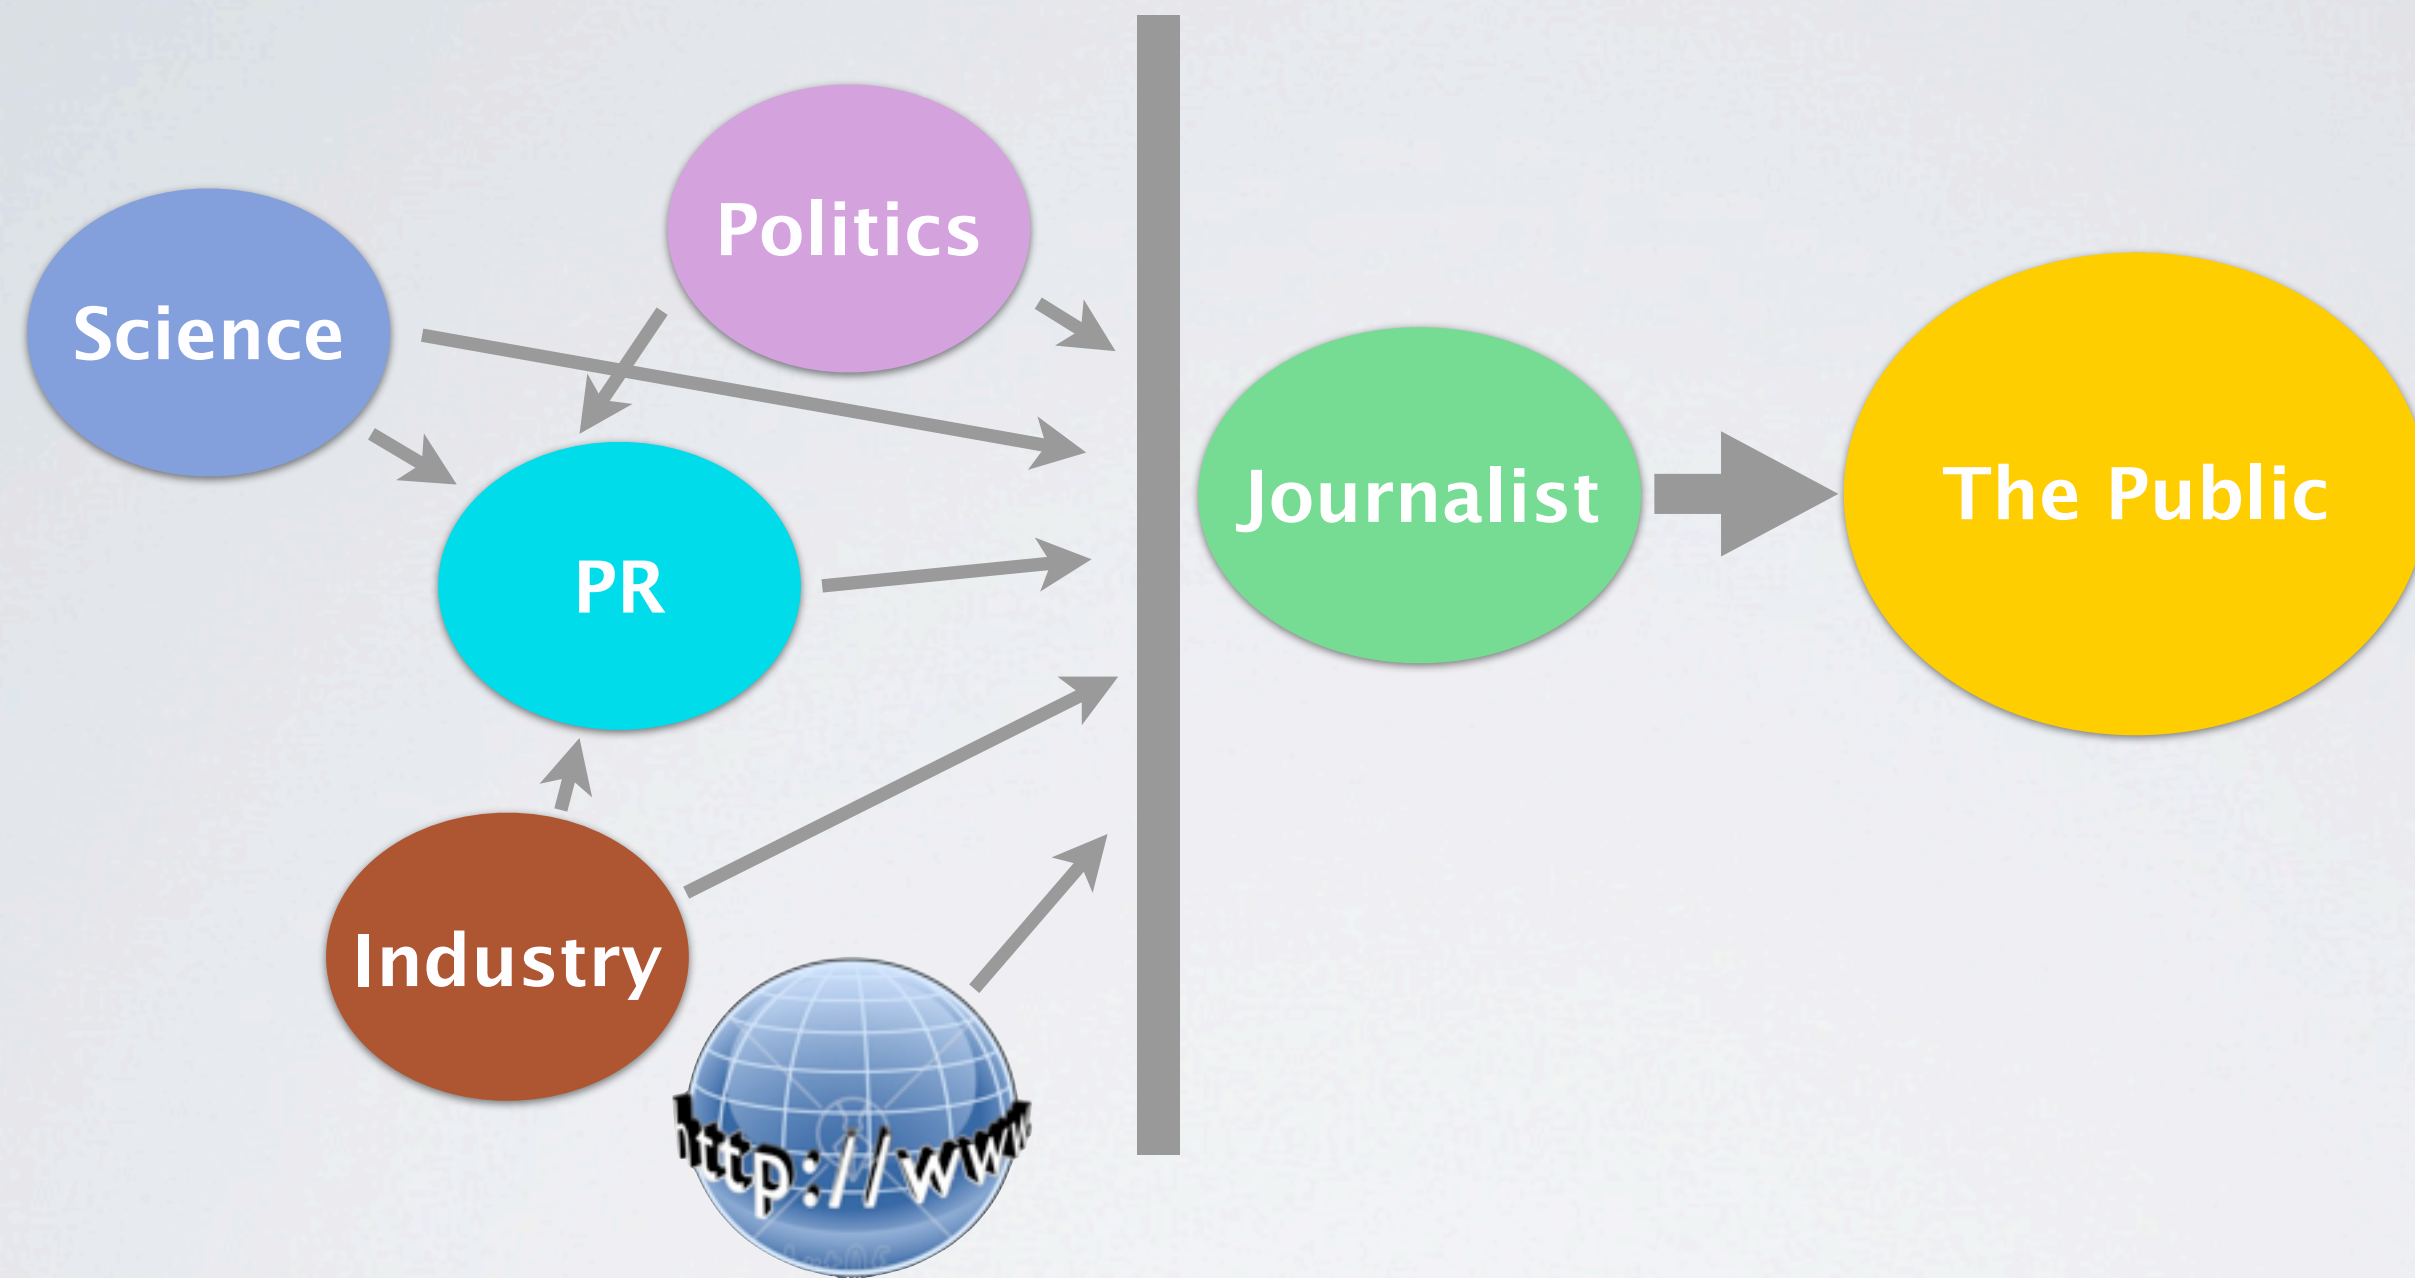 Politics
Science
Journalist
The Public
PR
Industry
http://www